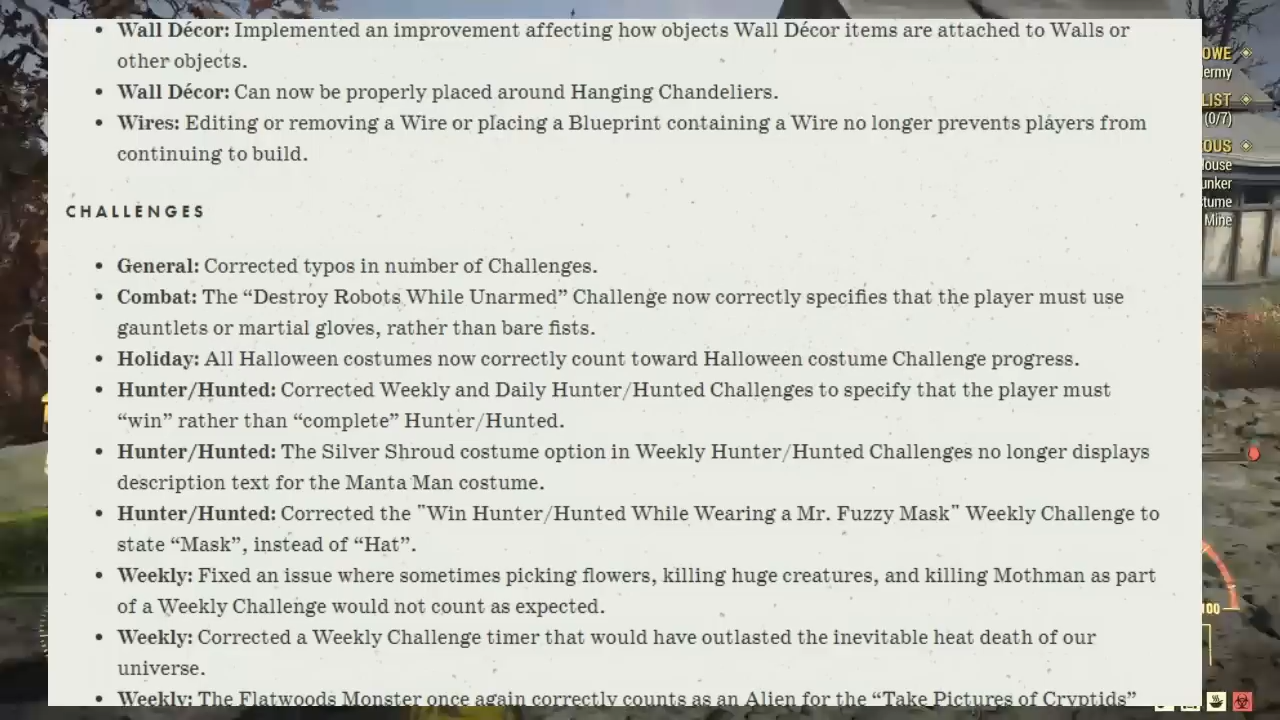 • Wall Décor: Implemented an improvement affecting how objects Wall Décor items are attached to Walls or
other objects.
• Wall Décor: Can now be properly placed around Hanging Chandeliers.
• Wires: Editing or removing a Wire or placing a Blueprint containing a Wire no longer prevents players from
continuing to build.
CHALLENGES
• General: Corrected typos in number of Challenges.
• Combat: The “Destroy Robots While Unarmed” Challenge now correctly specifies that the player must use
gauntlets or martial gloves, rather than bare fists.
• Holiday: All Halloween costumes now correctly count toward Halloween costume Challenge progress.
• Hunter/Hunted: Corrected Weekly and Daily Hunter/Hunted Challenges to specify that the player must
“win” rather than “complete” Hunter/Hunted.
• Hunter/Hunted: The Silver Shroud costume option in Weekly Hunter/Hunted Challenges no longer displays
description text for the Manta Man costume.
• Hunter/Hunted: Corrected the "Win Hunter/Hunted While Wearing a Mr. Fuzzy Mask" Weekly Challenge to
state “Mask”, instead of “Hat”.
• Weekly: Fixed an issue where sometimes picking flowers, killing huge creatures, and killing Mothman as part
of a Weekly Challenge would not count as expected.
• Weekly: Corrected a Weekly Challenge timer that would have outlasted the inevitable heat death of our
universe.
• Weekly: The Flatwoods Monster once again correctly counts as an Alien for the “Take Pictures of Cryptids”
OWE
ermy
LIST
(0/7)
OUS
louse
unker
stume
Mine
100